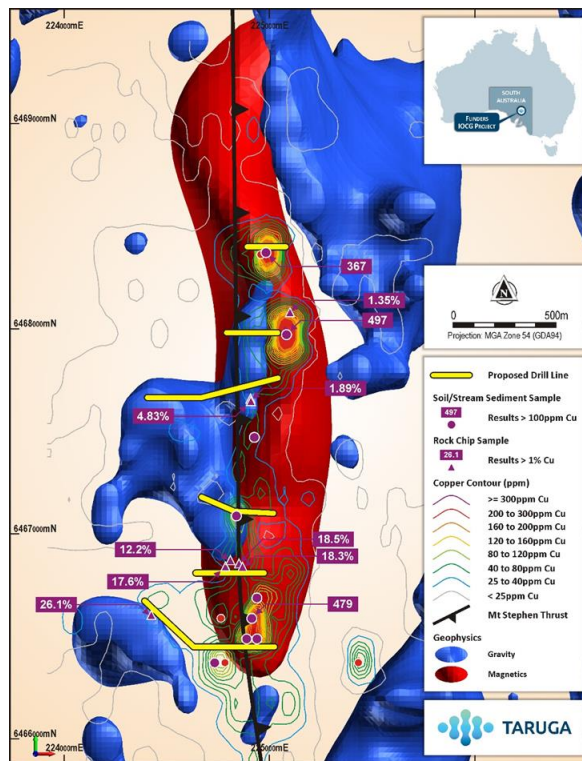 224000mE
225000mE
6469000mN
SOUTH
AUSTRALIA
FLINDERS
IOCG PROJECT
367
1.35%
N
497
0
500m
Projection: MGA Zone 54 (GDA94)
6468000mN
1.89%
4.83%
Proposed Drill Line
Soil/Stream Sediment Sample
497
Results > 100ppm Cu
Rock Chip Sample
26.1
Results > 1% Cu
Copper Contour (ppm)
>= 300ppm Cu
200 to 300ppm Cu
160 to 200ppm Cu
120 to 160ppm Cu
80 to 120ppm Cu
40 to 80ppm Cu
25 to 40ppm Cu
< 25ppm Cu
Mt Stephen Thrust
Geophysics
Gravity
Magnetics
6467000mN
18.5%
12.2%
18.3%
17.6%
26.1%
479
6466000mN
TARUGA
224000mE
225000mE